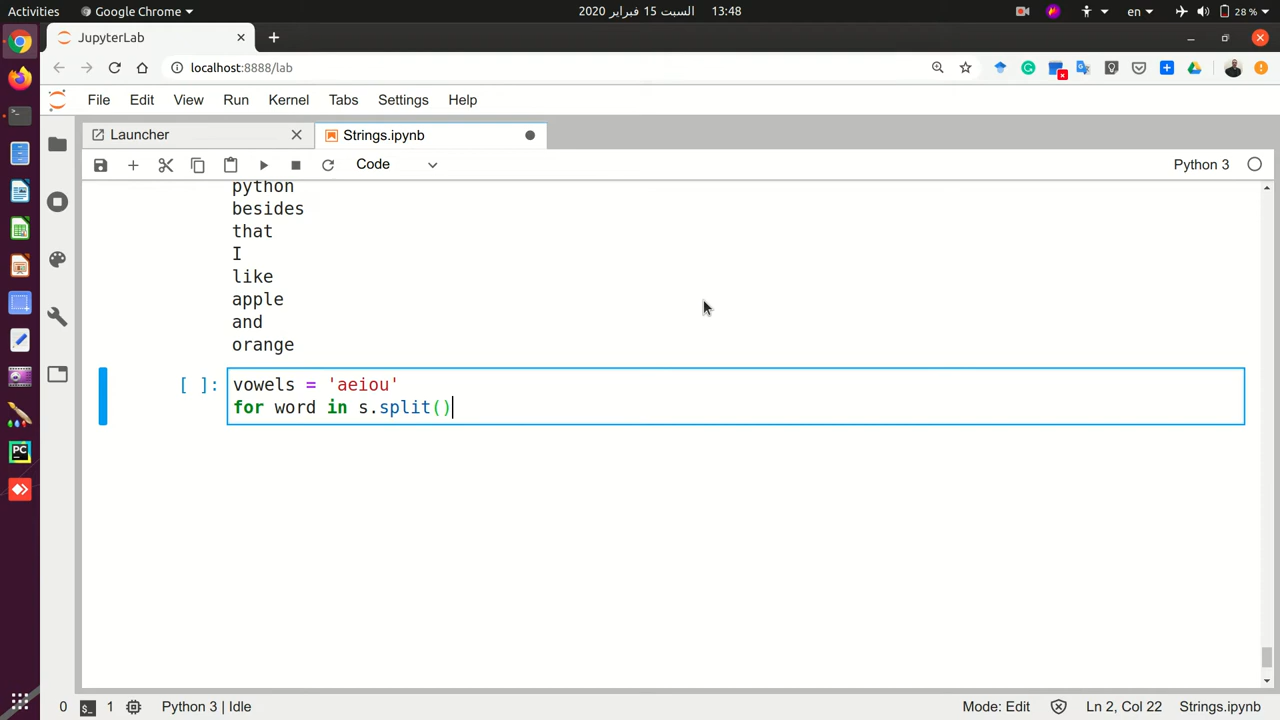 Activities Google Chrome السبت 15 فبراير 2020 13:48 en 28 %
JupyterLab
localhost:8888/lab
File Edit View Run Kernel Tabs Settings Help
Launcher Strings.ipynb
Code Python 3
python
besides
that
I
like
apple
and
orange
[ ]: vowels = 'aeiou'
for word in s.split()
0 1 Python 3 | Idle Mode: Edit Ln 2, Col 22 Strings.ipynb